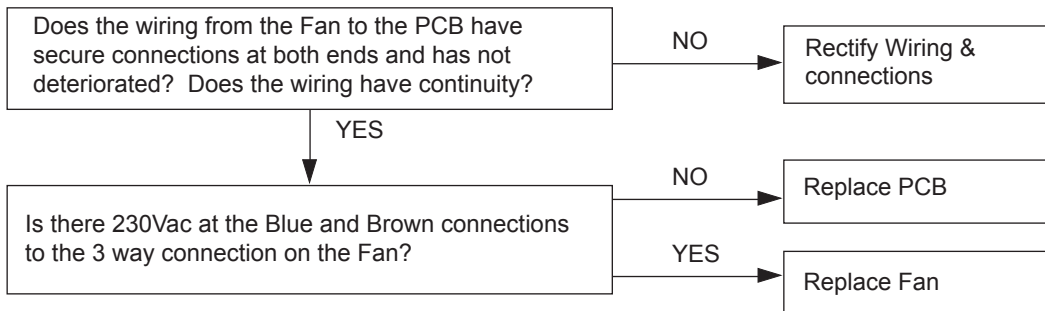 Does the wiring from the Fan to the PCB have
secure connections at both ends and has not
deteriorated?  Does the wiring have continuity?
NO
Rectify Wiring &
connections
YES
Is there 230Vac at the Blue and Brown connections
to the 3 way connection on the Fan?
NO
Replace PCB
YES
Replace Fan